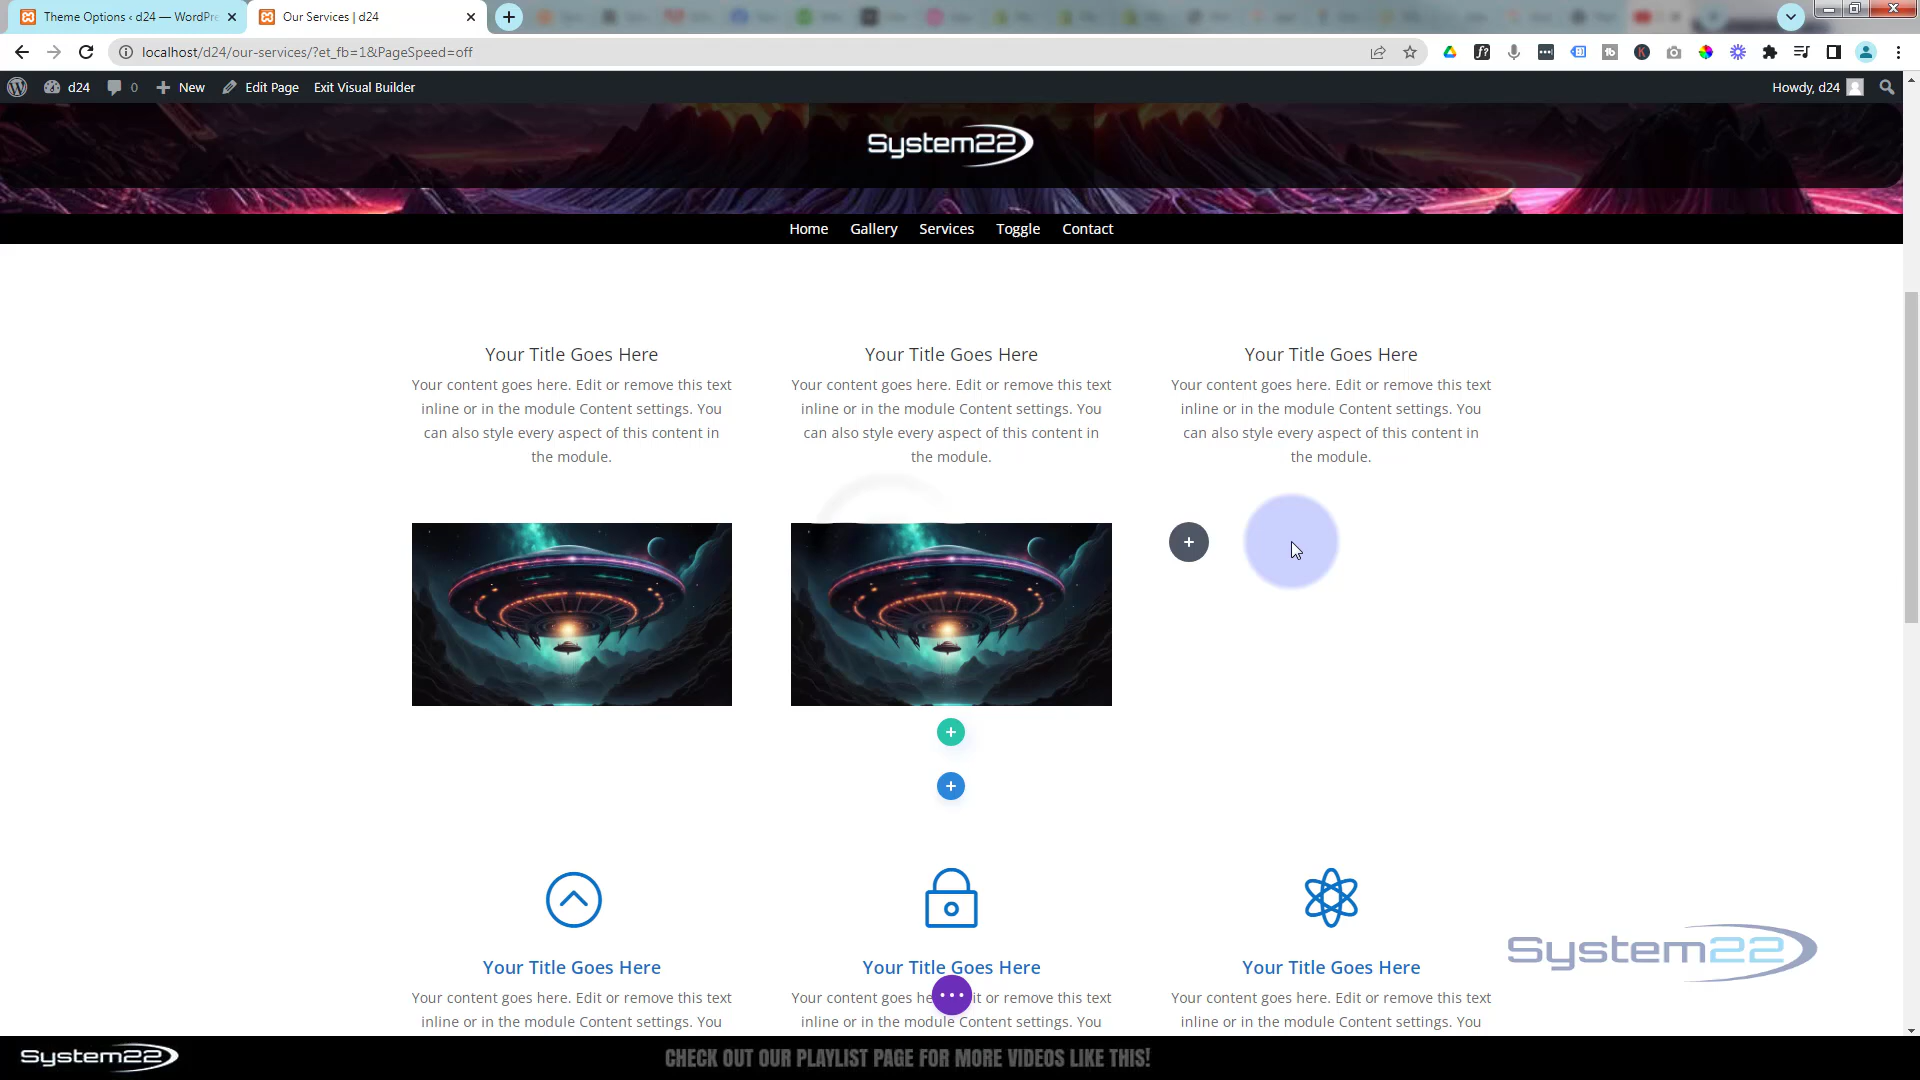 Theme Options ‹ d24 — WordPre
Our Services | d24
localhost/d24/our-services/?et_fb=1&PageSpeed=off
d24
0
New
Edit Page
Exit Visual Builder
Howdy, d24
System22
Home
Gallery
Services
Toggle
Contact
Your Title Goes Here
Your content goes here. Edit or remove this text
inline or in the module Content settings. You
can also style every aspect of this content in
the module.
Your Title Goes Here
Your content goes here. Edit or remove this text
inline or in the module Content settings. You
can also style every aspect of this content in
the module.
Your Title Goes Here
Your content goes here. Edit or remove this text
inline or in the module Content settings. You
can also style every aspect of this content in
the module.
Your Title Goes Here
Your content goes here. Edit or remove this text
inline or in the module Content settings. You
Your Title Goes Here
Your content goes he it or remove this text
inline or in the module Content settings. You
Your Title Goes Here
Your content goes here. Edit or remove this text
inline or in the module Content settings. You
System22
System22
CHECK OUT OUR PLAYLIST PAGE FOR MORE VIDEOS LIKE THIS!